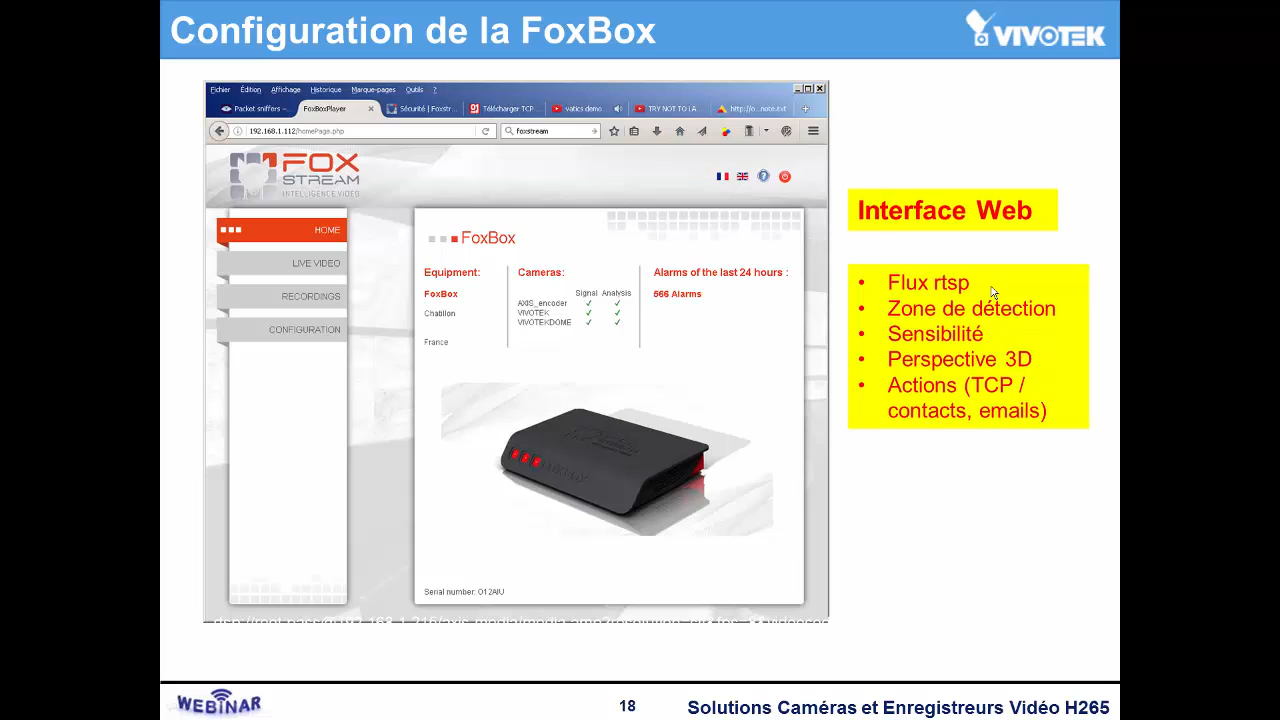 Configuration de la FoxBox
VIVOTEK
Fichier Édition Affichage Historique Marque-pages Outils ?
Packet sniffers –... FoxBoxPlayer Sécurité | Foxstr... Télécharger TCP vatics demo TRY NOT TO LA... http://o...note.txt
192.168.1.112/homePage.php foxstream
FOX
STREAM
INTELLIGENCE VIDÉO
HOME
LIVE VIDEO
RECORDINGS
CONFIGURATION
FoxBox
Equipment: Cameras: Alarms of the last 24 hours :
FoxBox 566 Alarms
Signal Analysis
AXIS_encoder
Chatillon VIVOTEK
VIVOTEKDOME
France
Serial number: O12AIU
Interface Web
• Flux rtsp
• Zone de détection
• Sensibilité
• Perspective 3D
• Actions (TCP /
contacts, emails)
WEBINAR
18
Solutions Caméras et Enregistreurs Vidéo H265